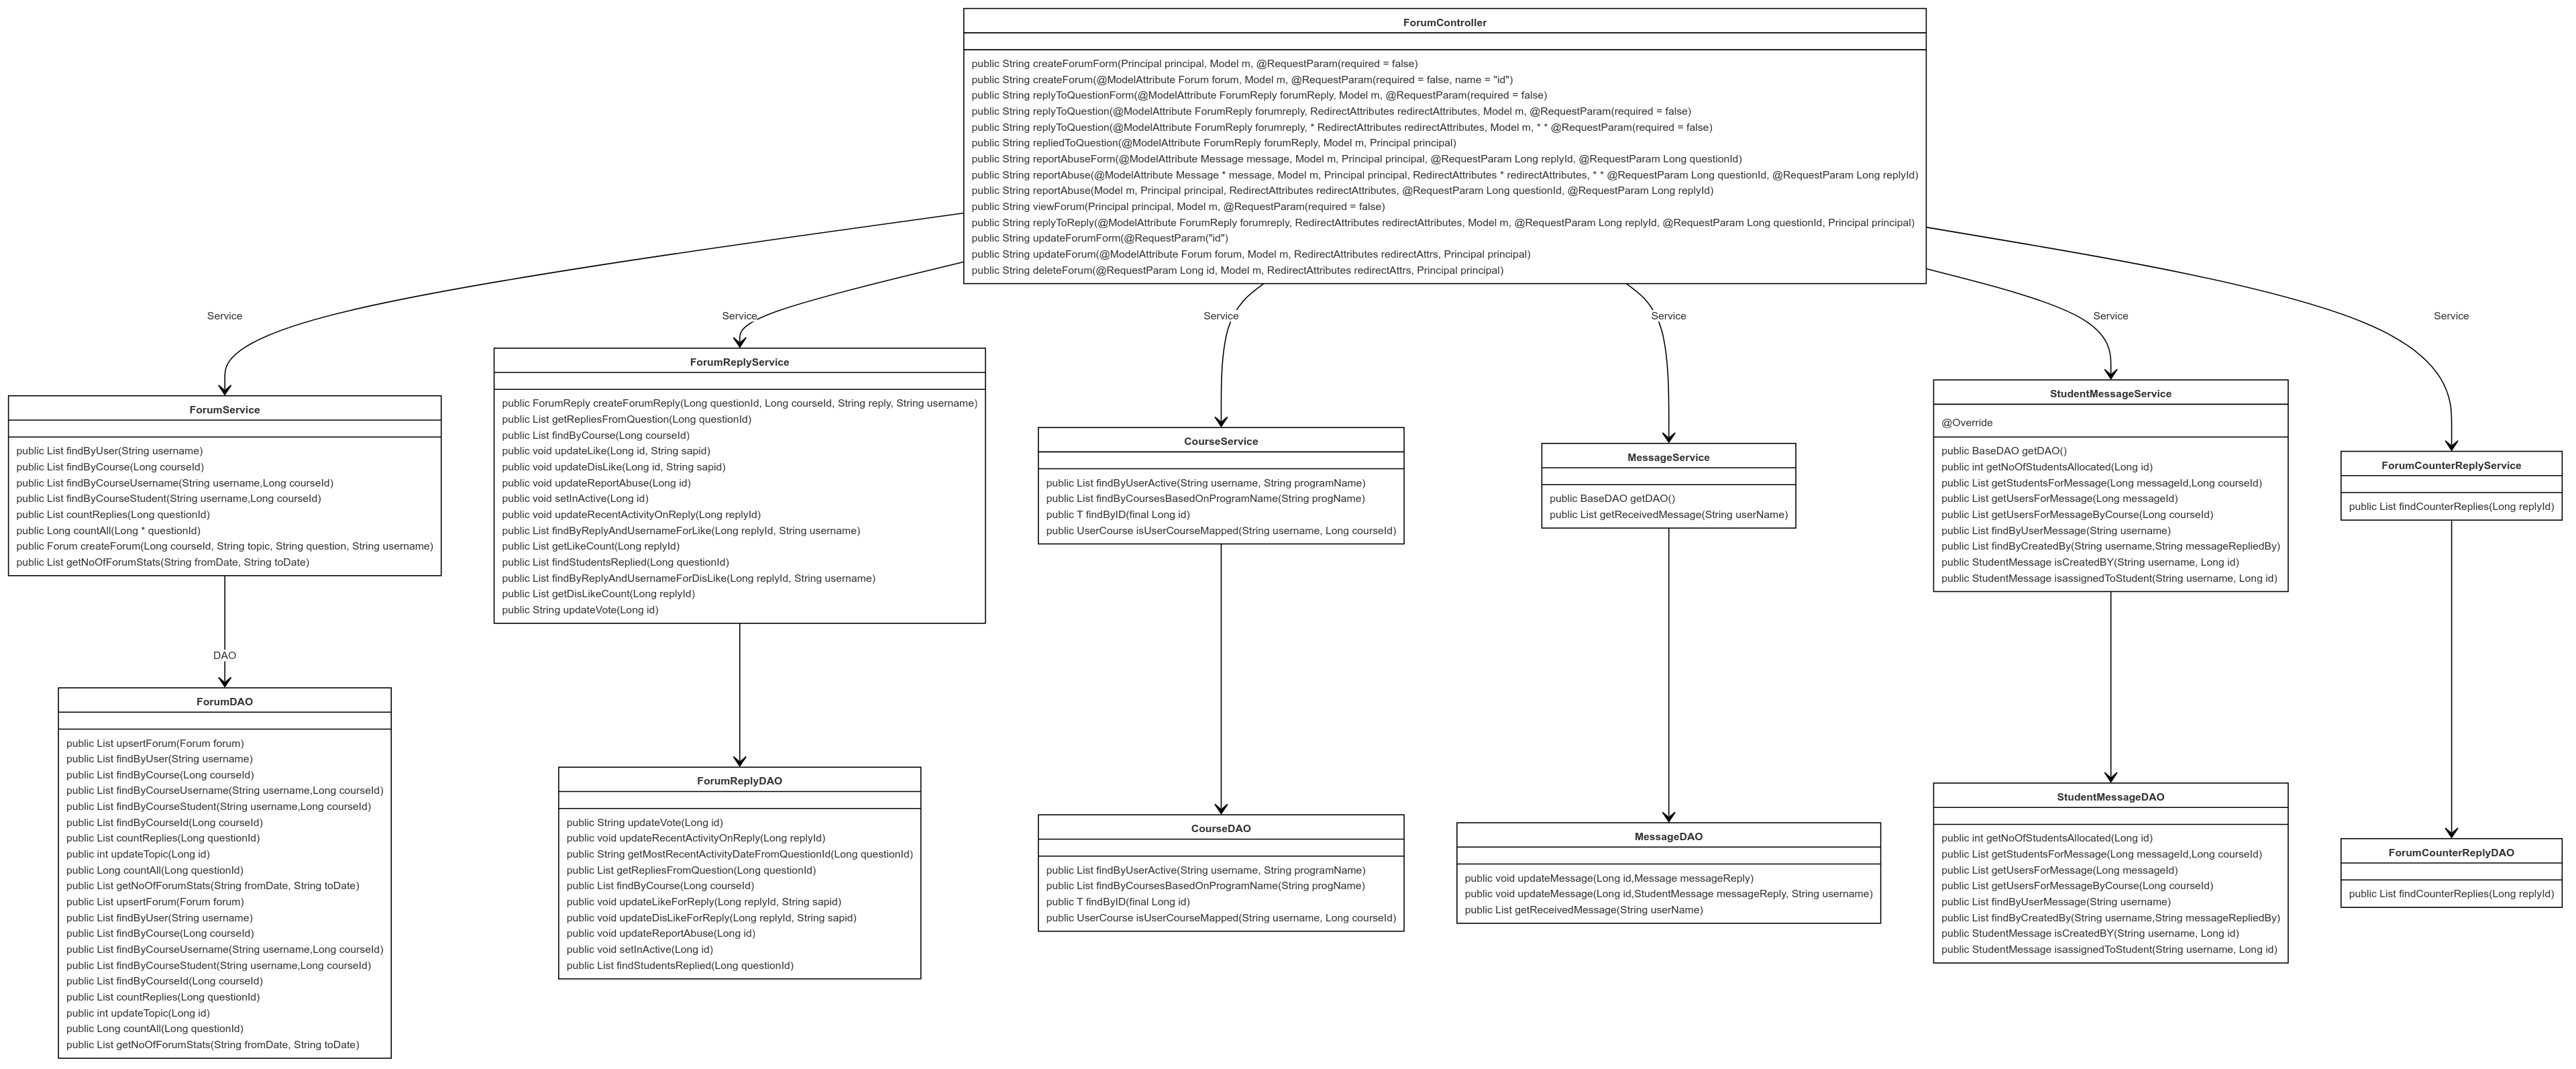 ForumController
public String createForumForm(Principal principal, Model m, @RequestParam(required = false)
public String createForum(@ModelAttribute Forum forum, Model m, @RequestParam(required = false, name = "id")
public String replyToQuestionForm(@ModelAttribute ForumReply forumReply, Model m, @RequestParam(required = false)
public String replyToQuestion(@ModelAttribute ForumReply forumreply, RedirectAttributes redirectAttributes, Model m, @RequestParam(required = false)
public String replyToQuestion(@ModelAttribute ForumReply forumreply, * RedirectAttributes redirectAttributes, Model m, * * @RequestParam(required = false)
public String repliedToQuestion(@ModelAttribute ForumReply forumReply, Model m, Principal principal)
public String reportAbuseForm(@ModelAttribute Message message, Model m, Principal principal, @RequestParam Long replyId, @RequestParam Long questionId)
public String reportAbuse(@ModelAttribute Message * message, Model m, Principal principal, RedirectAttributes * redirectAttributes, * * @RequestParam Long questionId, @RequestParam Long replyId)
public String reportAbuse(Model m, Principal principal, RedirectAttributes redirectAttributes, @RequestParam Long questionId, @RequestParam Long replyId)
public String viewForum(Principal principal, Model m, @RequestParam(required = false)
public String replyToReply(@ModelAttribute ForumReply forumreply, RedirectAttributes redirectAttributes, Model m, @RequestParam Long replyId, @RequestParam Long questionId, Principal principal)
public String updateForumForm(@RequestParam("id")
public String updateForum(@ModelAttribute Forum forum, Model m, RedirectAttributes redirectAttrs, Principal principal)
public String deleteForum(@RequestParam Long id, Model m, RedirectAttributes redirectAttrs, Principal principal)
Service
Service
Service
Service
Service
Service
ForumService
public List findByUser(String username)
public List findByCourse(Long courseId)
public List findByCourseUsername(String username,Long courseId)
public List findByCourseStudent(String username,Long courseId)
public List countReplies(Long questionId)
public Long countAll(Long * questionId)
public Forum createForum(Long courseId, String topic, String question, String username)
public List getNoOfForumStats(String fromDate, String toDate)
ForumReplyService
public ForumReply createForumReply(Long questionId, Long courseId, String reply, String username)
public List getRepliesFromQuestion(Long questionId)
public List findByCourse(Long courseId)
public void updateLike(Long id, String sapid)
public void updateDisLike(Long id, String sapid)
public void updateReportAbuse(Long id)
public void setInActive(Long id)
public void updateRecentActivityOnReply(Long replyId)
public List findByReplyAndUsernameForLike(Long replyId, String username)
public List getLikeCount(Long replyId)
public List findStudentsReplied(Long questionId)
public List findByReplyAndUsernameForDisLike(Long replyId, String username)
public List getDisLikeCount(Long replyId)
public String updateVote(Long id)
CourseService
public List findByUserActive(String username, String programName)
public List findByCoursesBasedOnProgramName(String progName)
public T findByID(final Long id)
public UserCourse isUserCourseMapped(String username, Long courseId)
MessageService
public BaseDAO getDAO()
public List getReceivedMessage(String userName)
StudentMessageService
@Override
public BaseDAO getDAO()
public int getNoOfStudentsAllocated(Long id)
public List getStudentsForMessage(Long messageId,Long courseId)
public List getUsersForMessage(Long messageId)
public List getUsersForMessageByCourse(Long courseId)
public List findByUserMessage(String username)
public List findByCreatedBy(String username,String messageRepliedBy)
public StudentMessage isCreatedBY(String username, Long id)
public StudentMessage isassignedToStudent(String username, Long id)
ForumCounterReplyService
public List findCounterReplies(Long replyId)
DAO
ForumDAO
public List upsertForum(Forum forum)
public List findByUser(String username)
public List findByCourse(Long courseId)
public List findByCourseUsername(String username,Long courseId)
public List findByCourseStudent(String username,Long courseId)
public List findByCourseId(Long courseId)
public List countReplies(Long questionId)
public int updateTopic(Long id)
public Long countAll(Long questionId)
public List getNoOfForumStats(String fromDate, String toDate)
public List upsertForum(Forum forum)
public List findByUser(String username)
public List findByCourse(Long courseId)
public List findByCourseUsername(String username,Long courseId)
public List findByCourseStudent(String username,Long courseId)
public List findByCourseId(Long courseId)
public List countReplies(Long questionId)
public int updateTopic(Long id)
public Long countAll(Long questionId)
public List getNoOfForumStats(String fromDate, String toDate)
ForumReplyDAO
public String updateVote(Long id)
public void updateRecentActivityOnReply(Long replyId)
public String getMostRecentActivityDateFromQuestionId(Long questionId)
public List getRepliesFromQuestion(Long questionId)
public List findByCourse(Long courseId)
public void updateLikeForReply(Long replyId, String sapid)
public void updateDisLikeForReply(Long replyId, String sapid)
public void updateReportAbuse(Long id)
public void setInActive(Long id)
public List findStudentsReplied(Long questionId)
CourseDAO
public List findByUserActive(String username, String programName)
public List findByCoursesBasedOnProgramName(String progName)
public T findByID(final Long id)
public UserCourse isUserCourseMapped(String username, Long courseId)
MessageDAO
public void updateMessage(Long id,Message messageReply)
public void updateMessage(Long id,StudentMessage messageReply, String username)
public List getReceivedMessage(String userName)
StudentMessageDAO
public int getNoOfStudentsAllocated(Long id)
public List getStudentsForMessage(Long messageId,Long courseId)
public List getUsersForMessage(Long messageId)
public List getUsersForMessageByCourse(Long courseId)
public List findByUserMessage(String username)
public List findByCreatedBy(String username,String messageRepliedBy)
public StudentMessage isCreatedBY(String username, Long id)
public StudentMessage isassignedToStudent(String username, Long id)
ForumCounterReplyDAO
public List findCounterReplies(Long replyId)